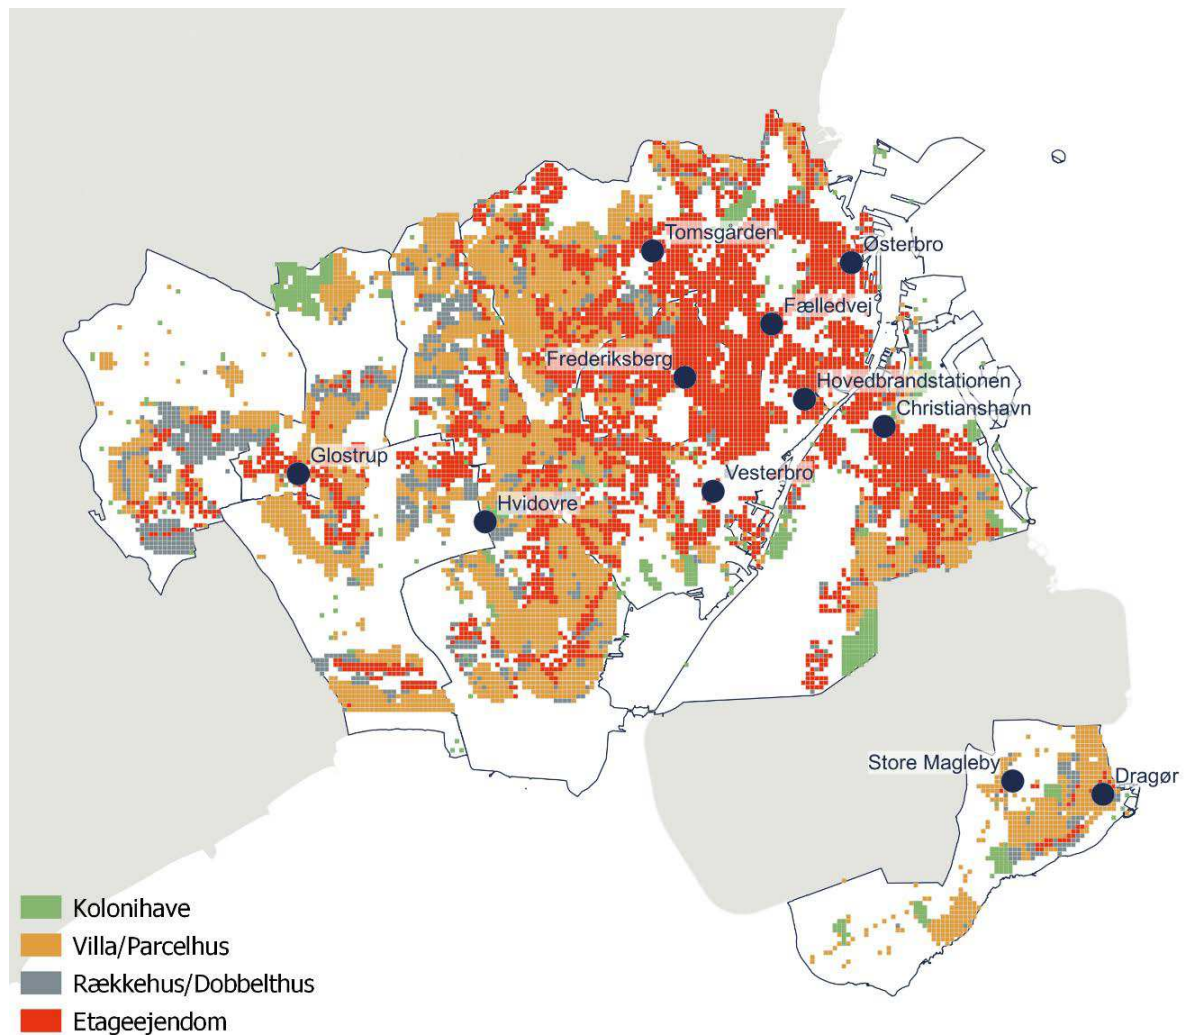 Tomsgården
Østerbro
Fælledvej
Frederiksberg
Hovedbrandstationen
Christianshavn
Glostrup
Vesterbro
Hvidovre
Store Magleby
Dragør
Kolonihave
Villa/Parcelhus
Rækkehus/Dobbelthus
Etageejendom